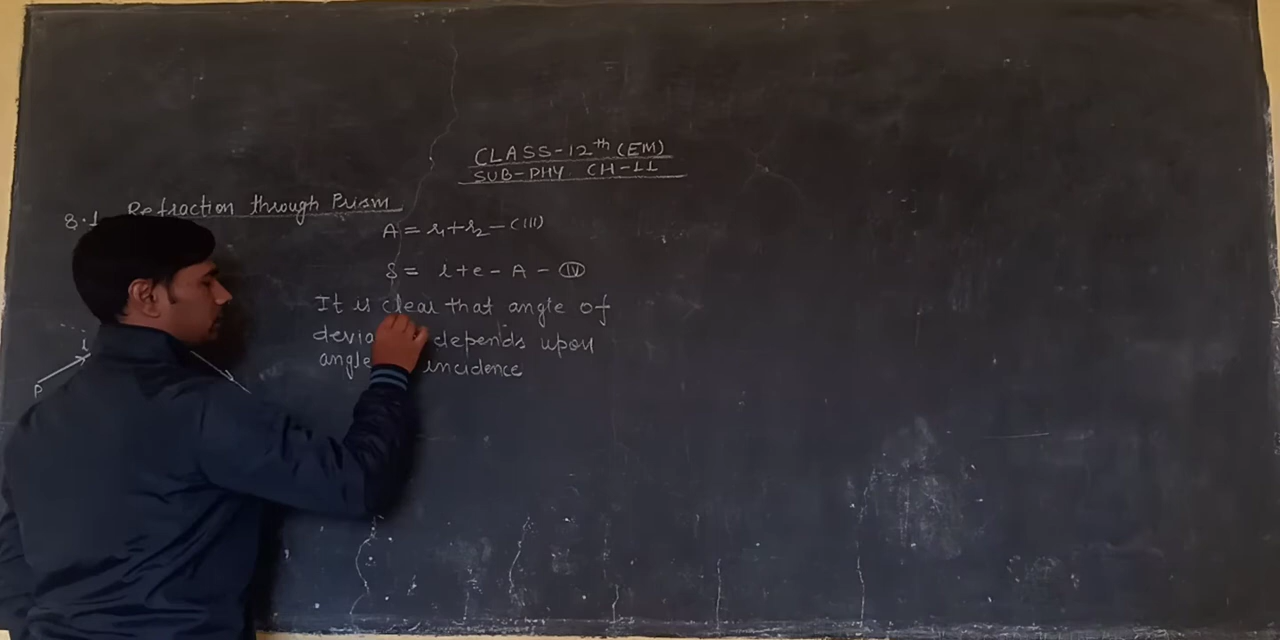 CLASS-12th (EM)
SUB-PHY CH-11
8.1 Refraction through Prism
A = r1 + r2 - (III)
δ = i + e - A - (IV)
It is clear that angle of
depends upon
angle incidence
i
P